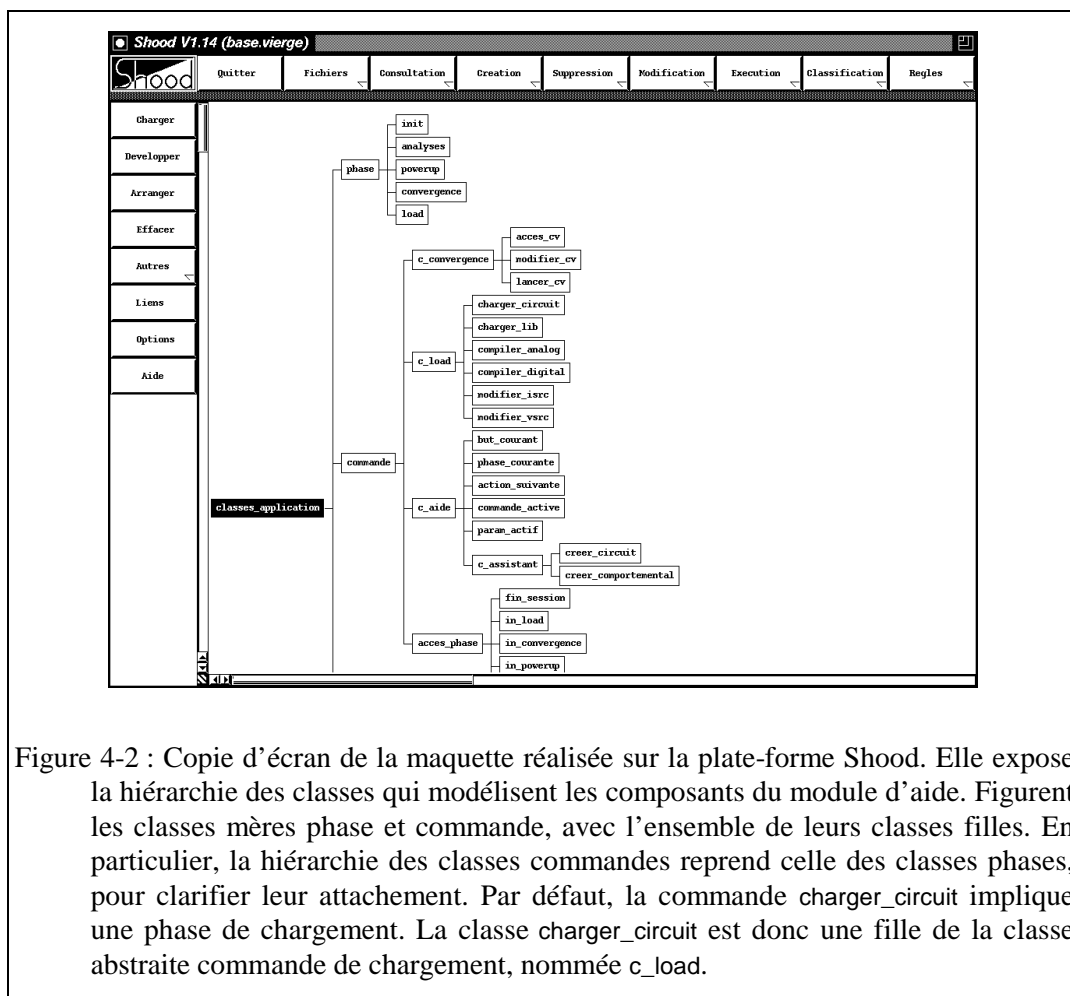 Shood V1.14 (base.vierge)
Shood
Quitter Fichiers Consultation Creation Suppression Modification Execution Classification Regles
Charger
Developper
Arranger
Effacer
Autres
Liens
Options
Aide
init
analyses
phase powerup
convergence
load
acces_cv
c_convergence modifier_cv
lancer_cv
charger_circuit
charger_lib
compiler_analog
c_load
compiler_digital
modifier_isrc
modifier_vsrc
but_courant
commande phase_courante
action_suivante
classes_application c_aide commande_active
param_actif
creer_circuit
c_assistant
creer_comportemental
fin_session
in_load
acces_phase in_convergence
in_powerup
Figure 4-2 : Copie d’écran de la maquette réalisée sur la plate-forme Shood. Elle expose
la hiérarchie des classes qui modélisent les composants du module d’aide. Figurent
les classes mères phase et commande, avec l’ensemble de leurs classes filles. En
particulier, la hiérarchie des classes commandes reprend celle des classes phases,
pour clarifier leur attachement. Par défaut, la commande charger_circuit implique
une phase de chargement. La classe charger_circuit est donc une fille de la classe
abstraite commande de chargement, nommée c_load.